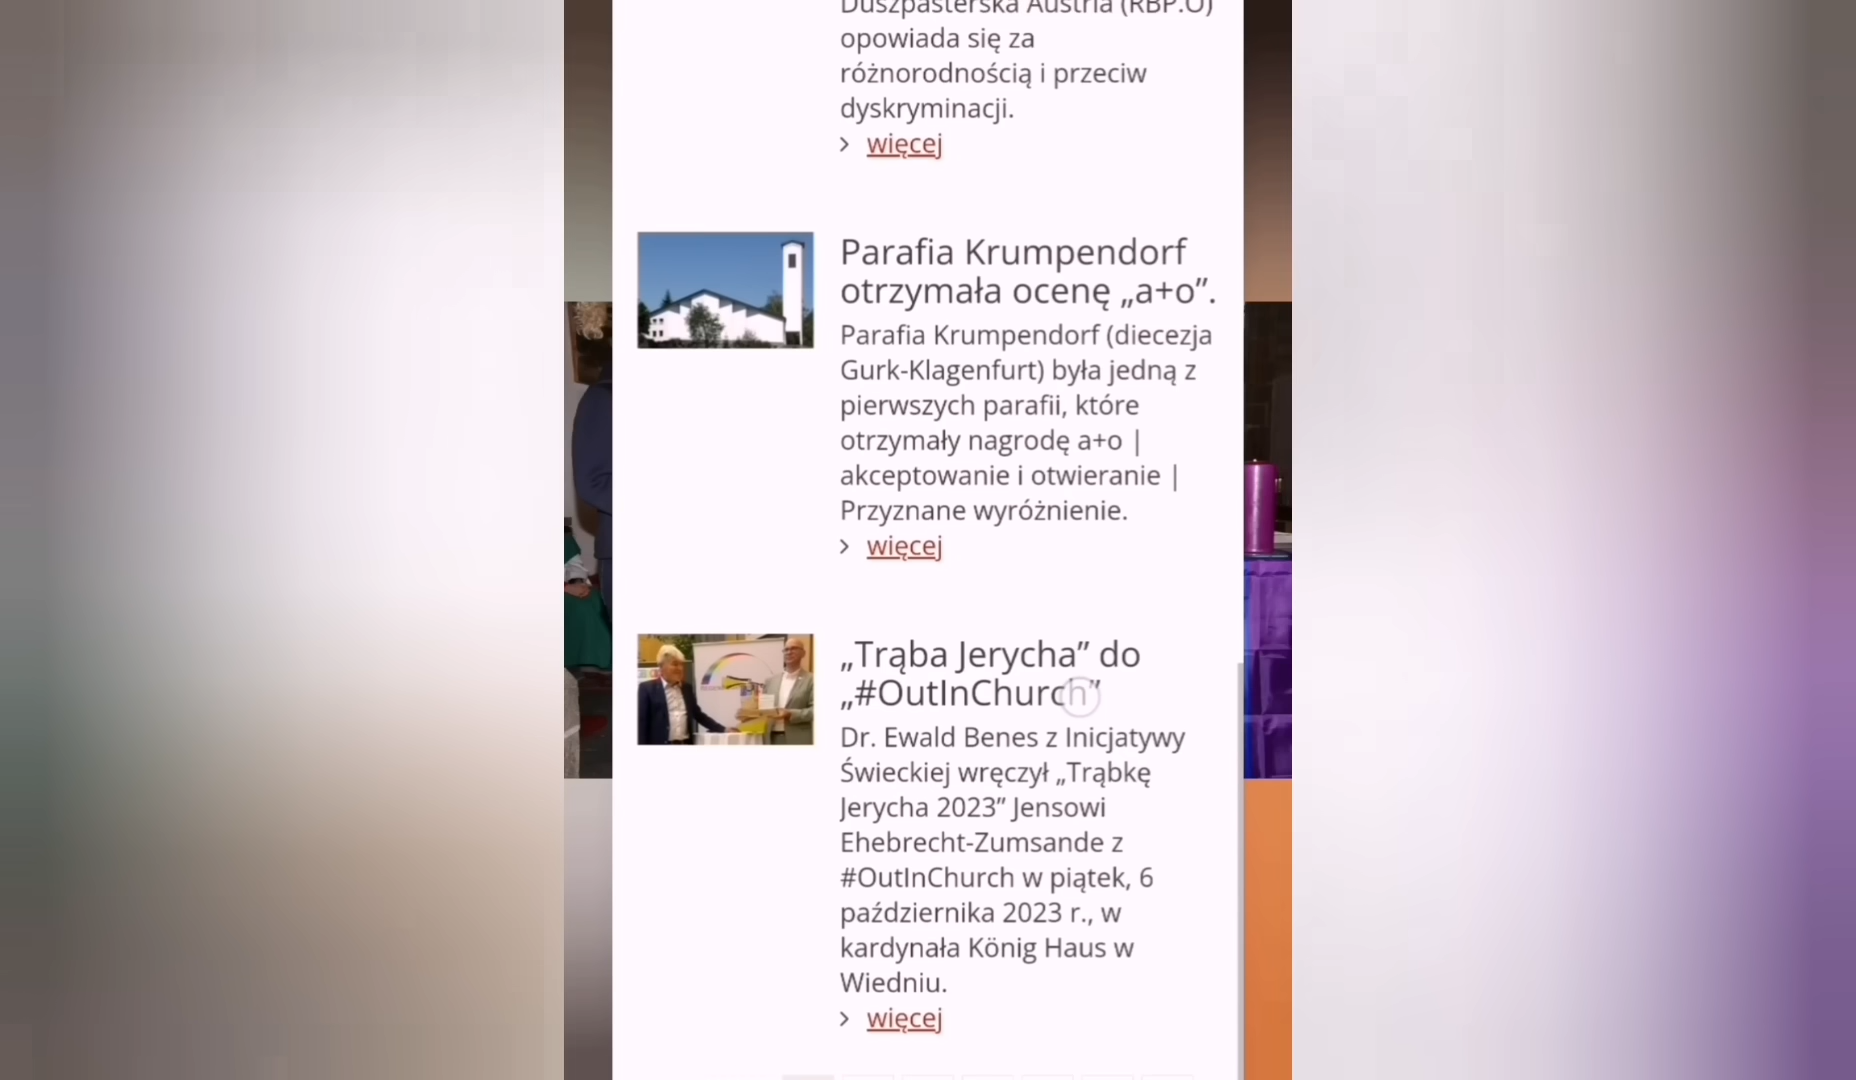 Duszpasterska Austria (RBP.O)
opowiada się za
różnorodnością i przeciw
dyskryminacji.
więcej
Parafia Krumpendorf
otrzymała ocenę „a+o”.
Parafia Krumpendorf (diecezja
Gurk-Klagenfurt) była jedną z
pierwszych parafii, które
otrzymały nagrodę a+o |
akceptowanie i otwieranie |
Przyznane wyróżnienie.
więcej
„Trąba Jerycha” do
„#OutInChurch”
Dr. Ewald Benes z Inicjatywy
Świeckiej wręczył „Trąbkę
Jerycha 2023” Jensowi
Ehebrecht-Zumsande z
#OutInChurch w piątek, 6
października 2023 r., w
kardynała König Haus w
Wiedniu.
więcej